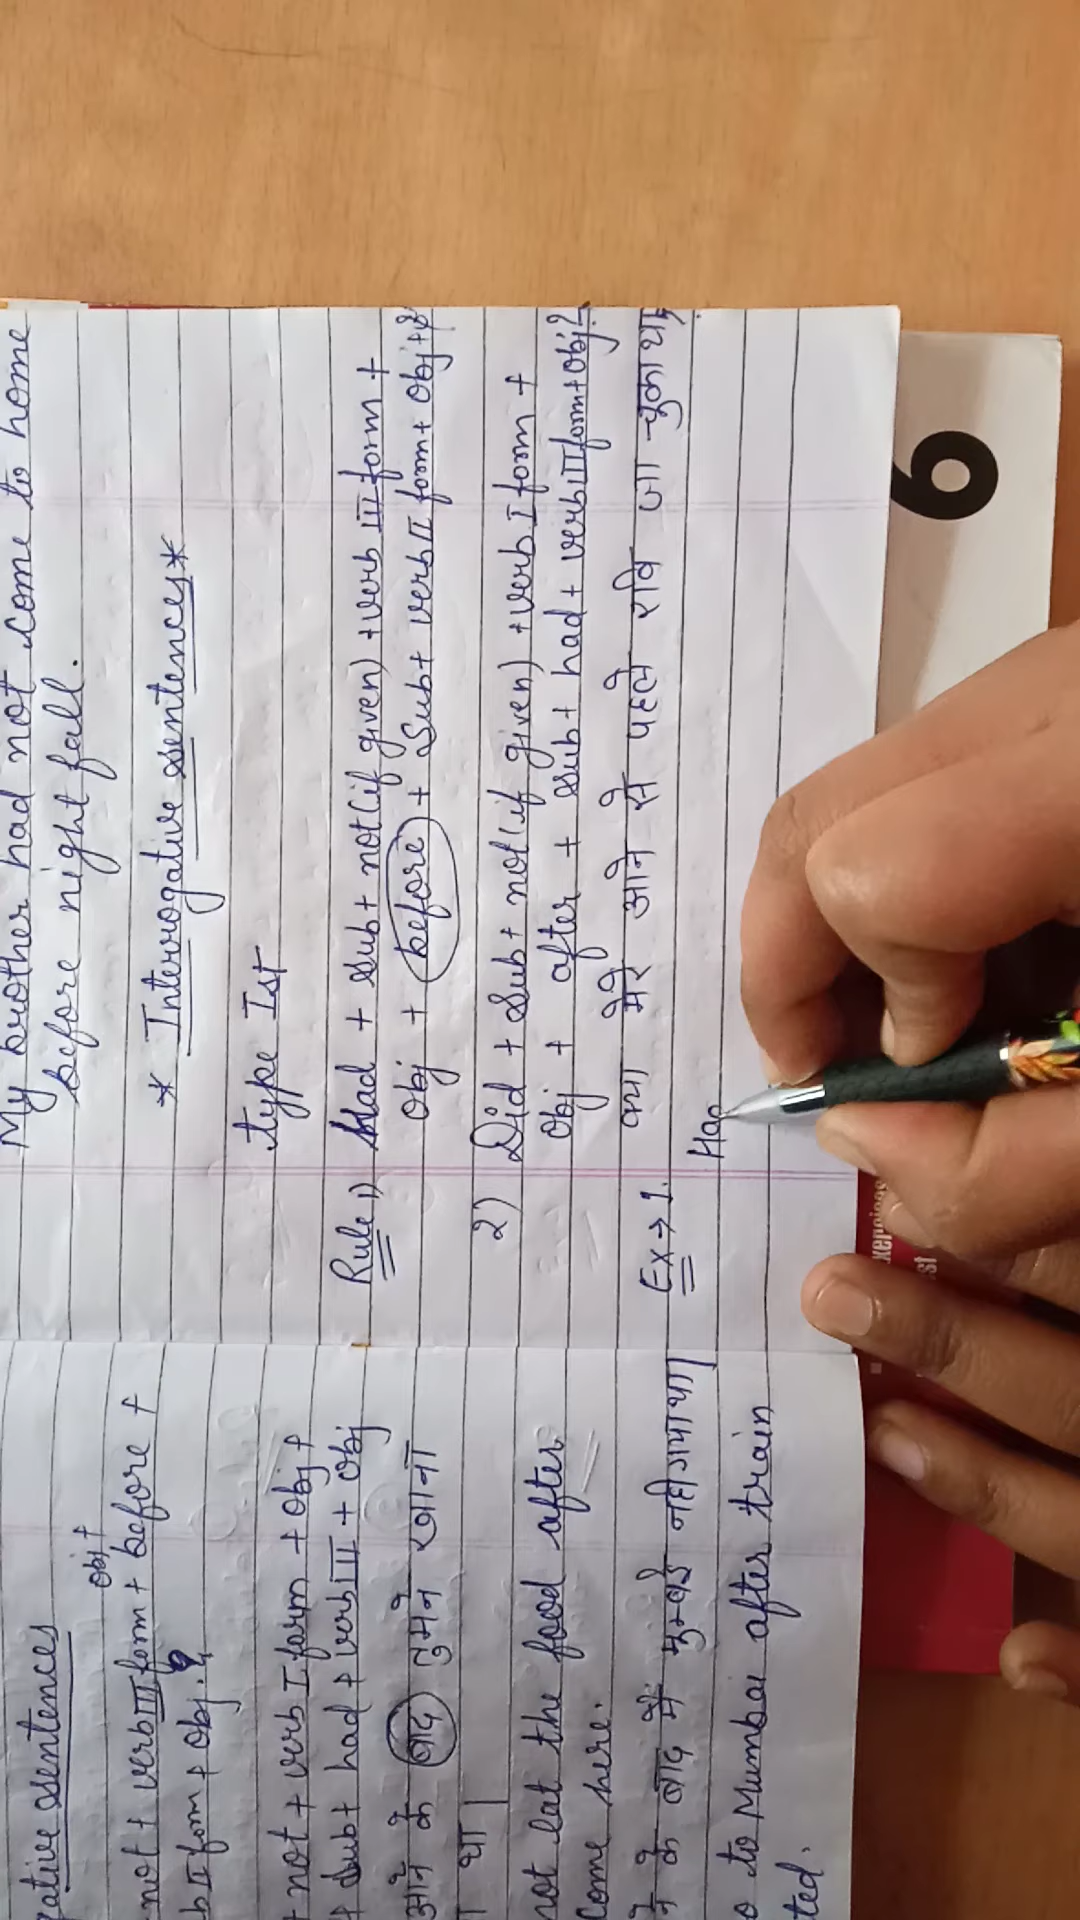 My brother had not come to home
before night fall.
* Interrogative sentences *
type Ist
Rule 1) Had + sub + not (if given) + verb III form +
obj + before + sub + verb II form + obj + ?
2) Did + sub + not (if given) + verb I form +
obj + after + sub + had + verb III form + obj?
Ex → 1. क्या मेरे आने से पहले रवि जा चुका था?
Ha
ative sentences
obj +
not + verb III form + before +
b II form + obj.
not + verb I form + obj +
+ sub + had + verb III + obj
आने के बाद तुमने खाना
था।
not eat the food after
come here.
ने के बाद में मुम्बई नहीं गया था।
o to Mumbai after train
ted.
6